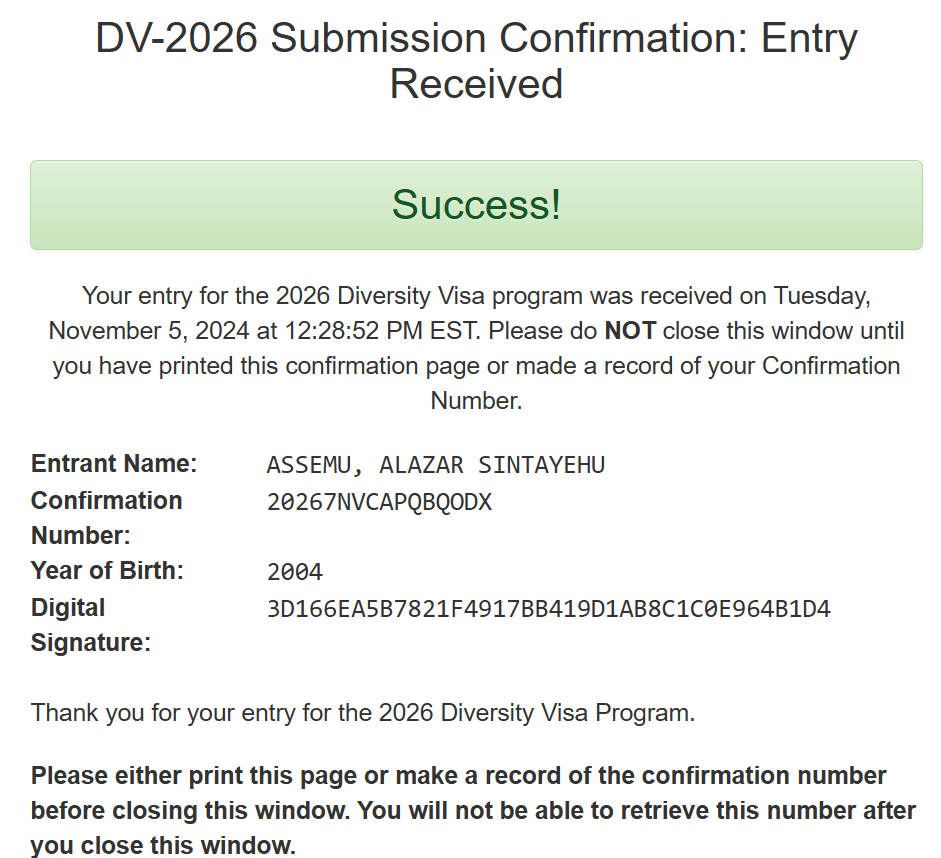 DV-2026 Submission Confirmation: Entry
Received
Success!
Your entry for the 2026 Diversity Visa program was received on Tuesday,
November 5, 2024 at 12:28:52 PM EST. Please do NOT close this window until
you have printed this confirmation page or made a record of your Confirmation
Number.
Entrant Name: ASSEMU, ALAZAR SINTAYEHU
Confirmation 20267NVCAPQBQODX
Number:
Year of Birth: 2004
Digital 3D166EA5B7821F4917BB419D1AB8C1C0E964B1D4
Signature:
Thank you for your entry for the 2026 Diversity Visa Program.
Please either print this page or make a record of the confirmation number
before closing this window. You will not be able to retrieve this number after
you close this window.